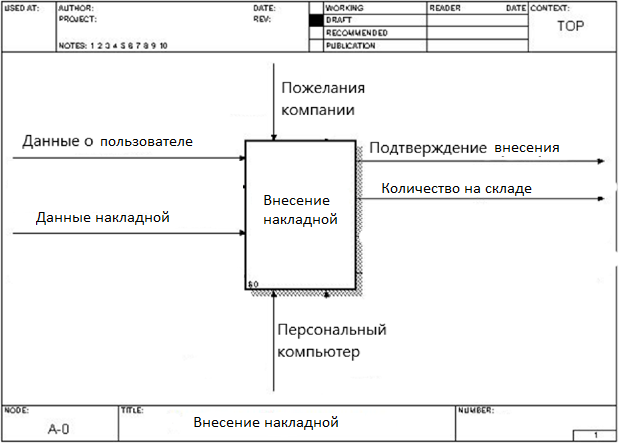 USED AT:
AUTHOR:
DATE:
WORKING
READER
DATE
CONTEXT:
PROJECT:
REV:
DRAFT
TOP
RECOMMENDED
NOTES: 1 2 3 4 5 6 7 8 9 10
PUBLICATION
Пожелания
компании
Данные о пользователе
Подтверждение внесения
Количество на складе
Внесение
накладной
Данные накладной
$0
Персональный
компьютер
NODE:
TITLE:
NUMBER:
A-0
Внесение накладной
1